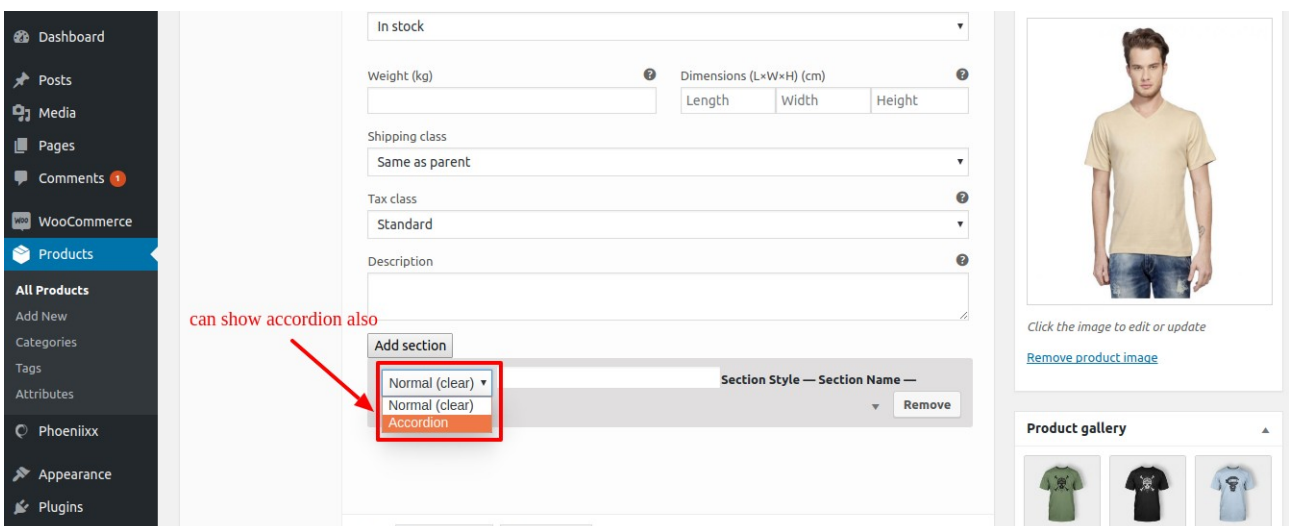 Dashboard
Posts
Media
Pages
Comments 1
WooCommerce
Products
All Products
Add New
Categories
Tags
Attributes
Phoeniixx
Appearance
Plugins
In stock
Weight (kg)
Dimensions (L×W×H) (cm)
Length Width Height
Shipping class
Same as parent
Tax class
Standard
Description
can show accordion also
Add section
Normal (clear)
Section Style — Section Name —
Normal (clear)
Accordion
Remove
Click the image to edit or update
Remove product image
Product gallery